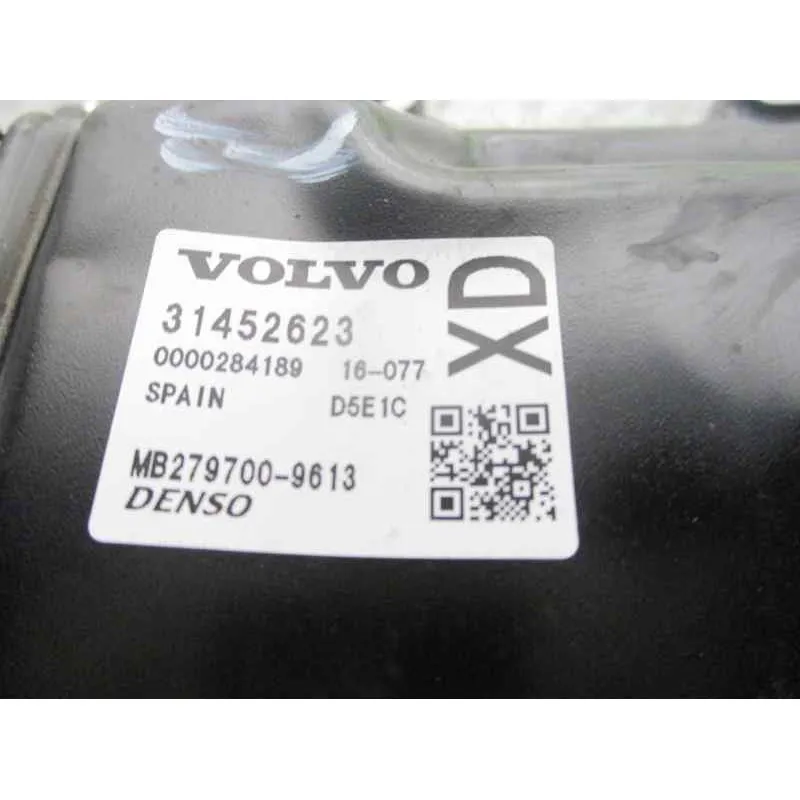 VOLVO
XD
31452623
0000284189 16-077
SPAIN D5E1C
MB279700-9613
DENSO